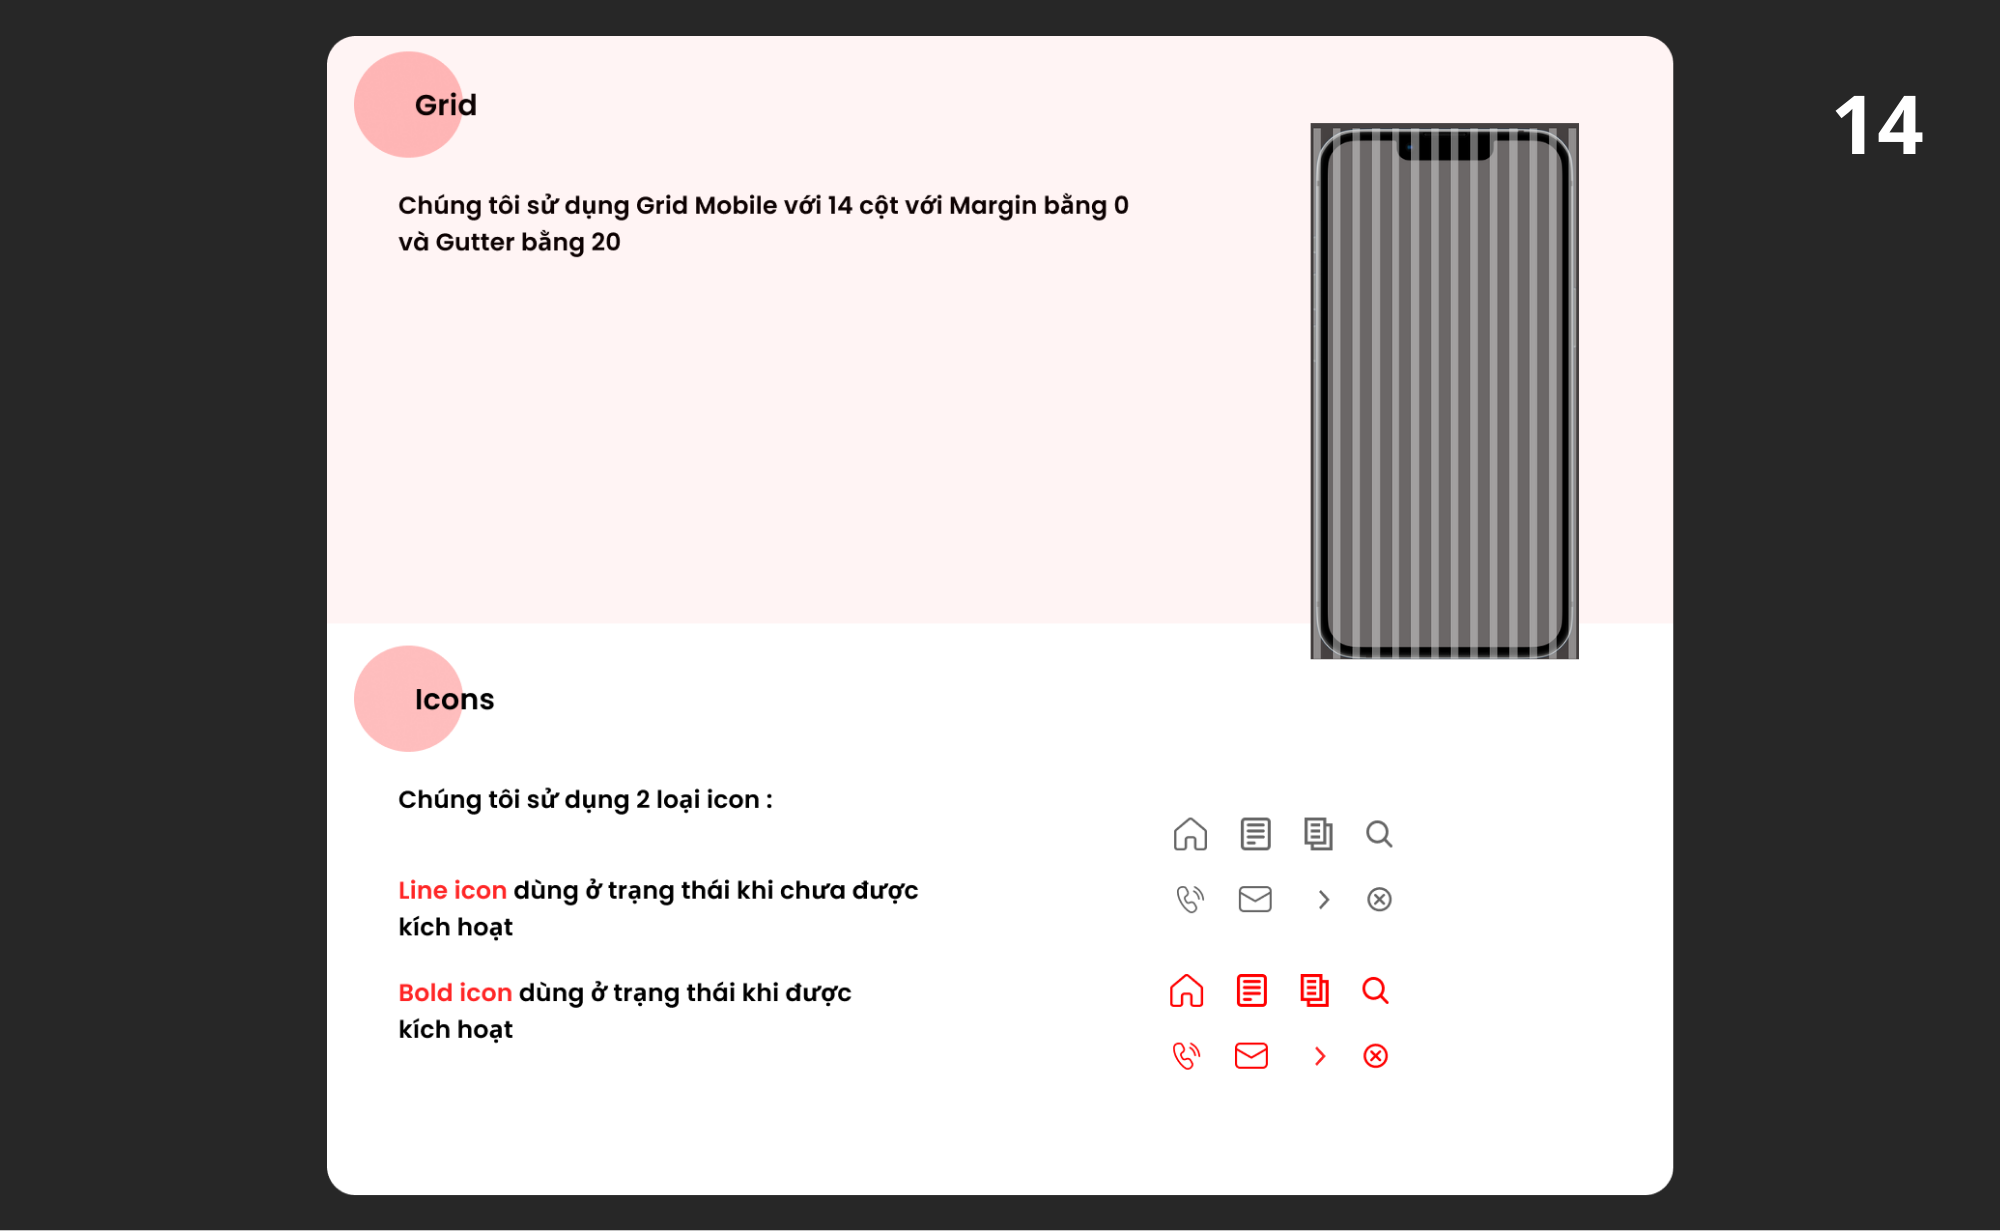 14
Grid
Chúng tôi sử dụng Grid Mobile với 14 cột với Margin bằng 0
và Gutter bằng 20
Icons
Chúng tôi sử dụng 2 loại icon :
Line icon dùng ở trạng thái khi chưa được
kích hoạt
Bold icon dùng ở trạng thái khi được
kích hoạt